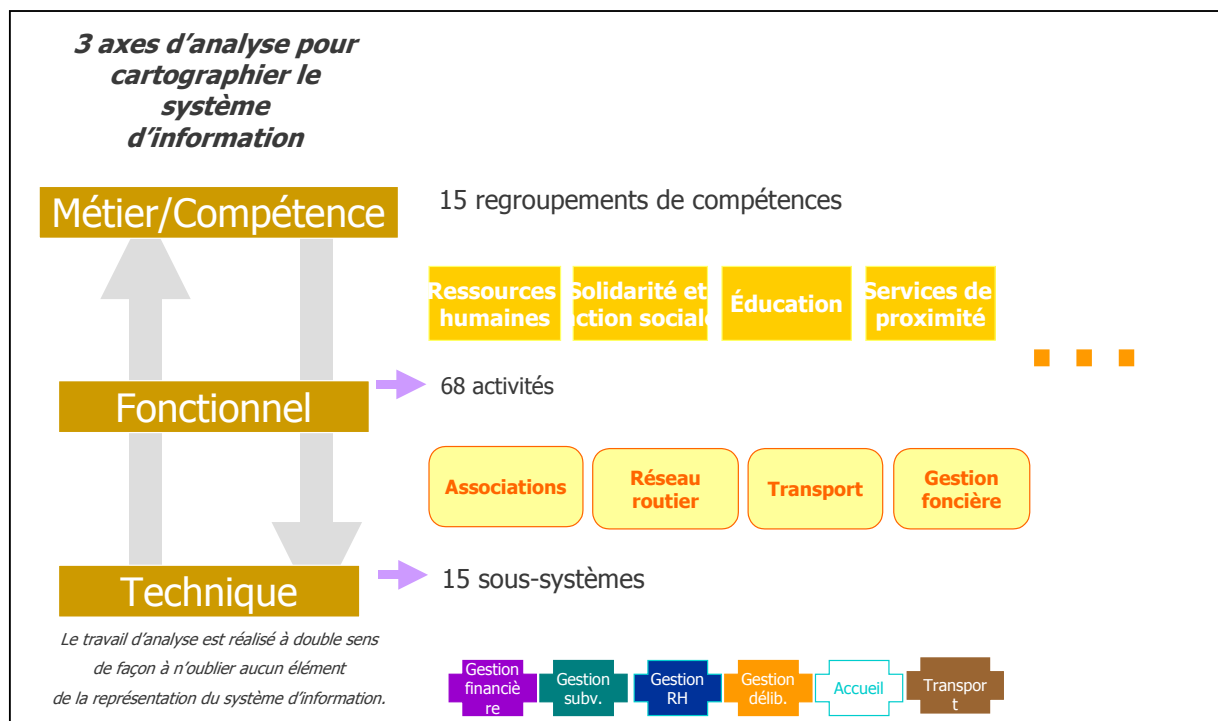 3 axes d’analyse pour
cartographier le
système
d’information
Métier/Compétence
15 regroupements de compétences
Ressources
humaines
Solidarité et
action sociale
Éducation
Services de
proximité
Fonctionnel
68 activités
Associations
Réseau
routier
Transport
Gestion
foncière
Technique
15 sous-systèmes
Le travail d’analyse est réalisé à double sens
de façon à n’oublier aucun élément
de la représentation du système d’information.
Gestion
financiè
re
Gestion
subv.
Gestion
RH
Gestion
délib.
Accueil
Transpor
t